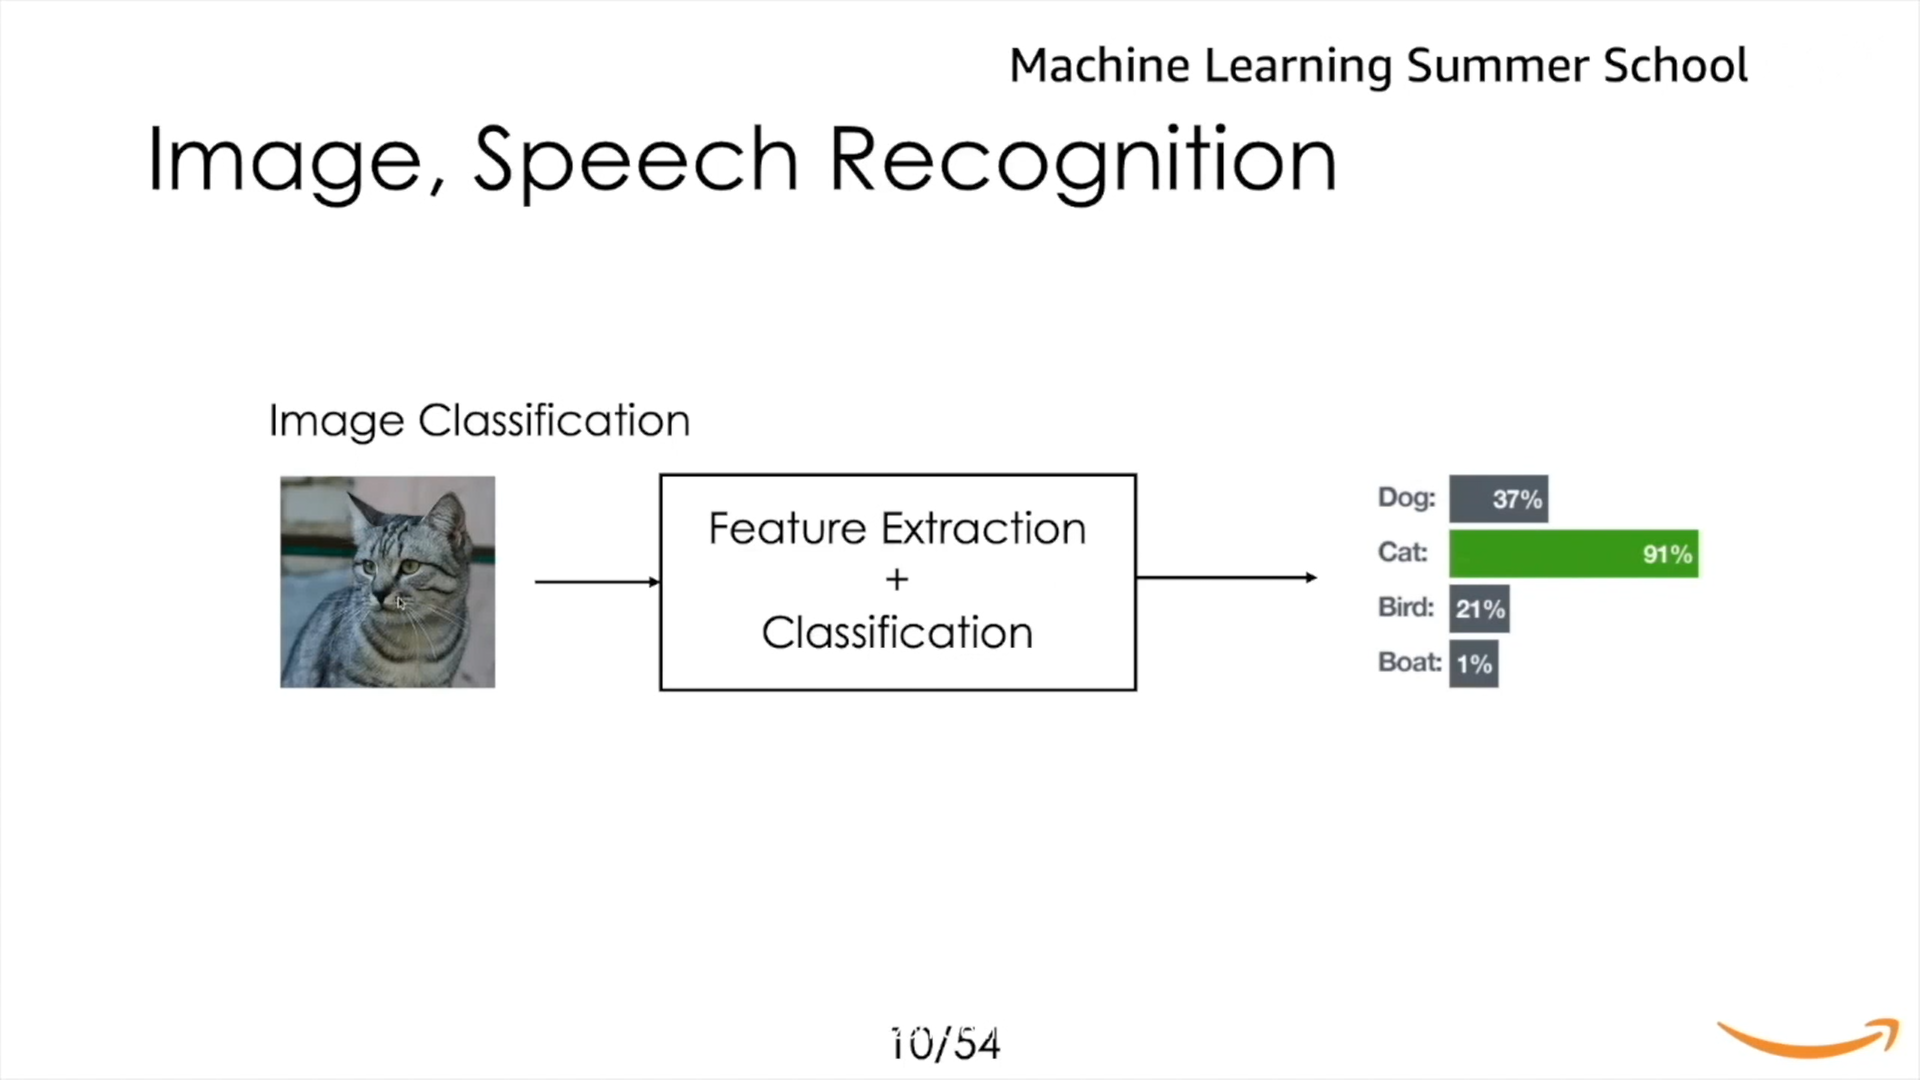 Machine Learning Summer School
Image, Speech Recognition
Image Classification
Feature Extraction
+
Classification
Dog: 37%
Cat: 91%
Bird: 21%
Boat: 1%
10/54